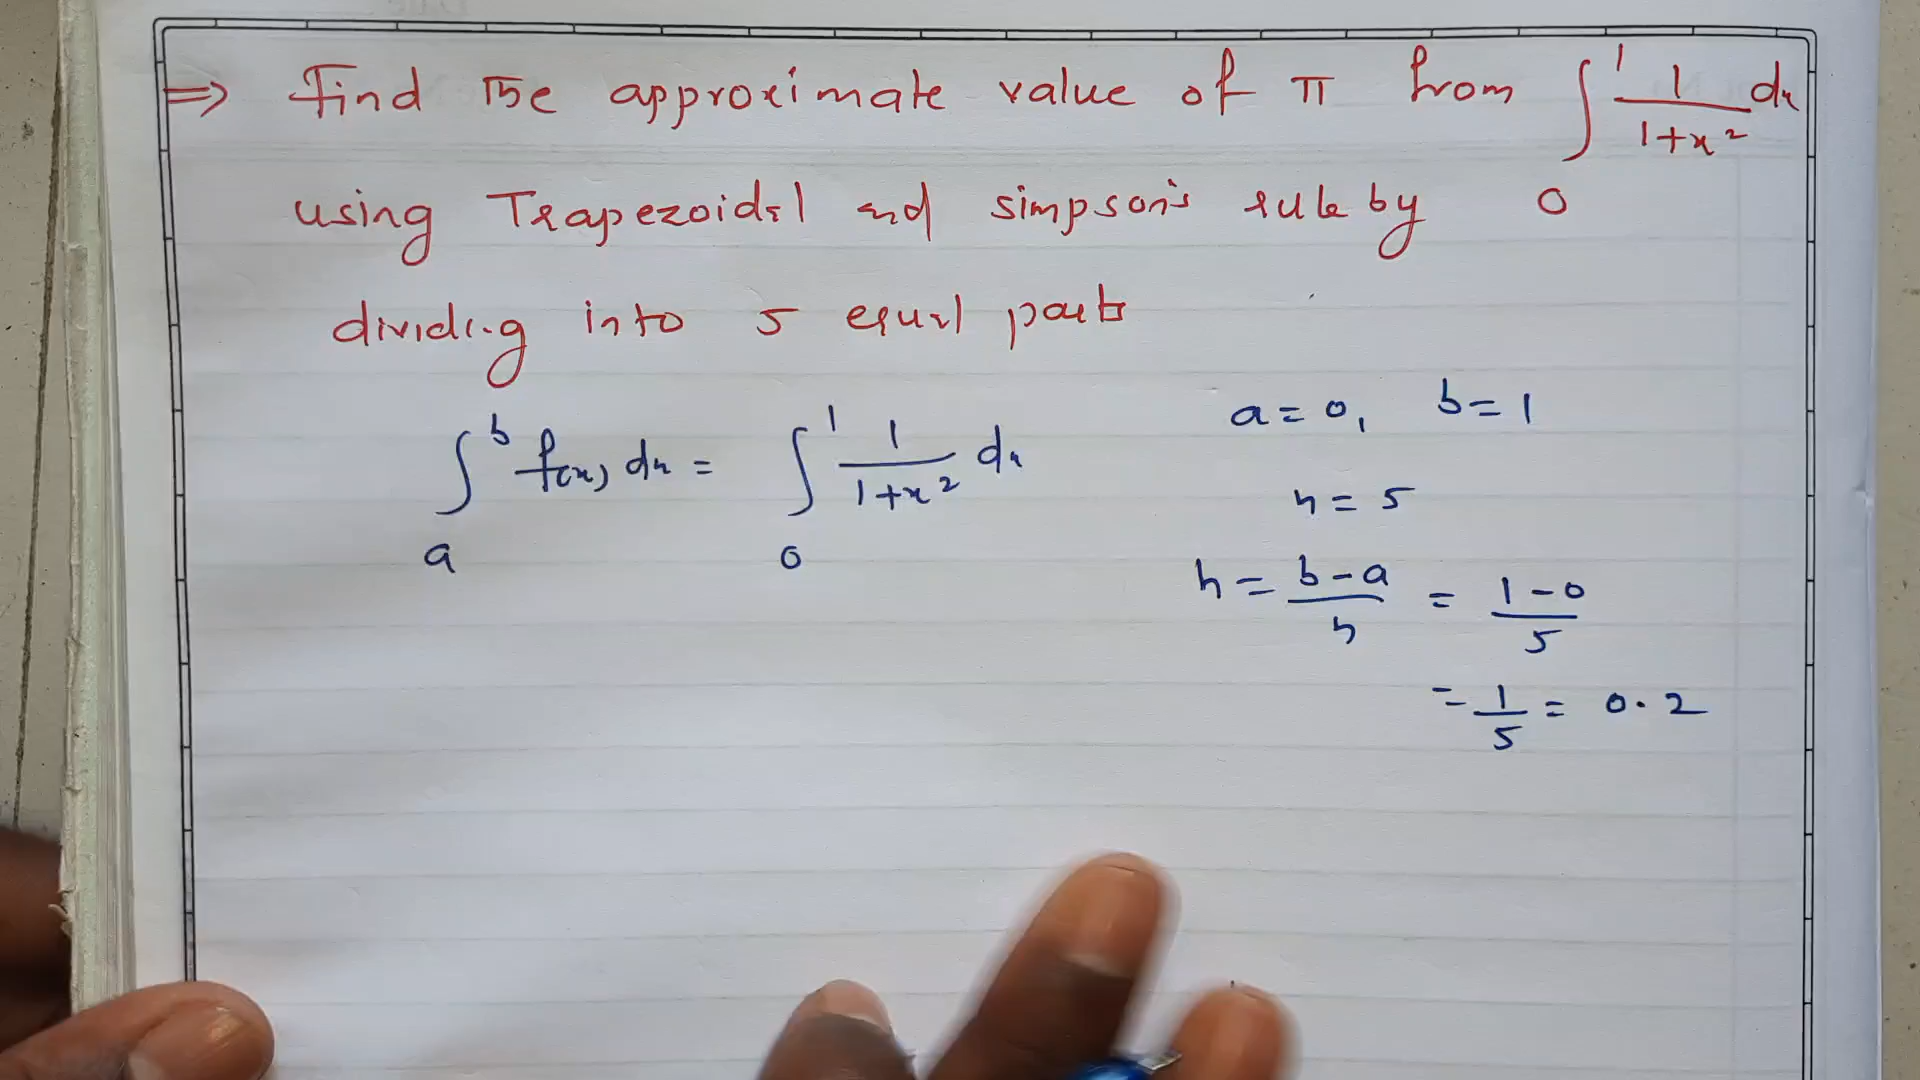 ⇒ Find the approximate value of π from ∫₀¹ 1/(1+x²) dx
using Trapezoidal and simpson's rule by
dividing into 5 equal parts
∫ₐᵇ f(x) dx = ∫₀¹ 1/(1+x²) dx
a = 0, b = 1
n = 5
h = (b-a)/n = (1-0)/5
= 1/5 = 0.2